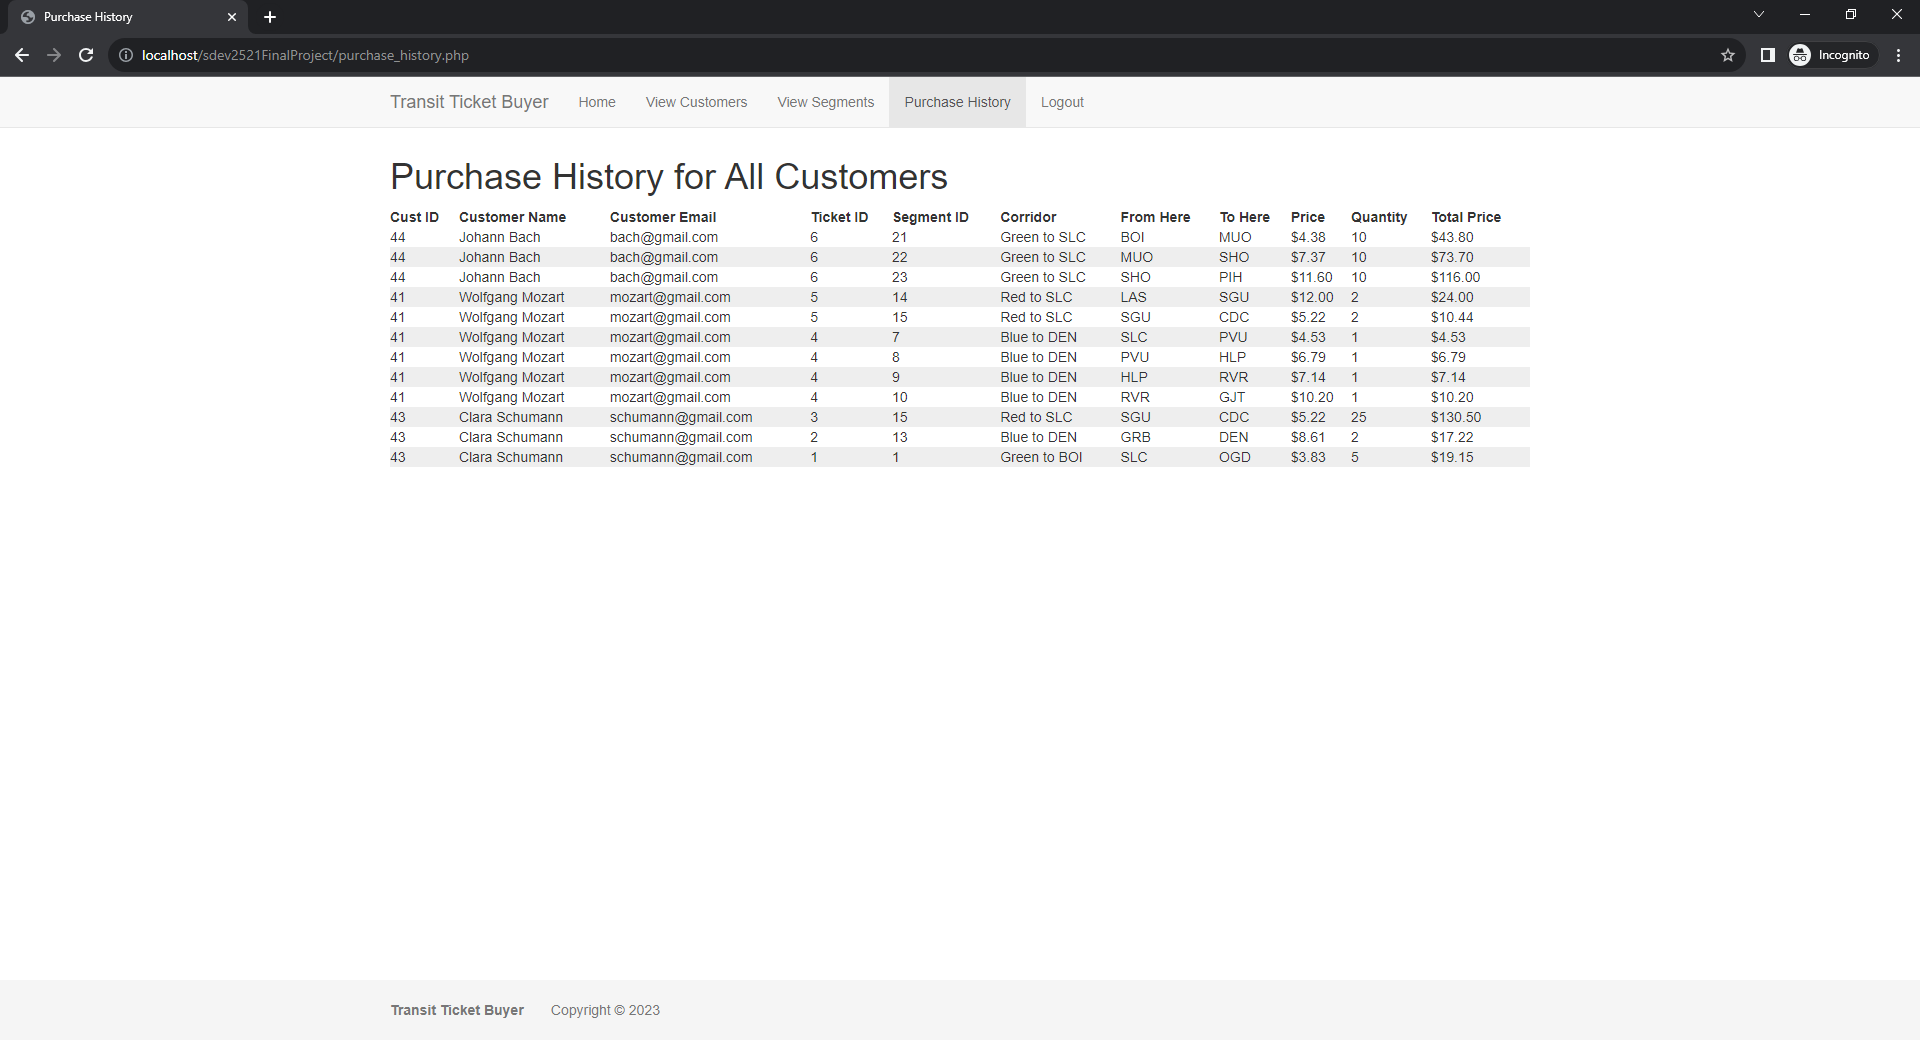 Purchase History
localhost/sdev2521FinalProject/purchase_history.php
Incognito
Transit Ticket Buyer Home View Customers View Segments Purchase History Logout
Purchase History for All Customers
Cust ID Customer Name Customer Email Ticket ID Segment ID Corridor From Here To Here Price Quantity Total Price
44 Johann Bach bach@gmail.com 6 21 Green to SLC BOI MUO $4.38 10 $43.80
44 Johann Bach bach@gmail.com 6 22 Green to SLC MUO SHO $7.37 10 $73.70
44 Johann Bach bach@gmail.com 6 23 Green to SLC SHO PIH $11.60 10 $116.00
41 Wolfgang Mozart mozart@gmail.com 5 14 Red to SLC LAS SGU $12.00 2 $24.00
41 Wolfgang Mozart mozart@gmail.com 5 15 Red to SLC SGU CDC $5.22 2 $10.44
41 Wolfgang Mozart mozart@gmail.com 4 7 Blue to DEN SLC PVU $4.53 1 $4.53
41 Wolfgang Mozart mozart@gmail.com 4 8 Blue to DEN PVU HLP $6.79 1 $6.79
41 Wolfgang Mozart mozart@gmail.com 4 9 Blue to DEN HLP RVR $7.14 1 $7.14
41 Wolfgang Mozart mozart@gmail.com 4 10 Blue to DEN RVR GJT $10.20 1 $10.20
43 Clara Schumann schumann@gmail.com 3 15 Red to SLC SGU CDC $5.22 25 $130.50
43 Clara Schumann schumann@gmail.com 2 13 Blue to DEN GRB DEN $8.61 2 $17.22
43 Clara Schumann schumann@gmail.com 1 1 Green to BOI SLC OGD $3.83 5 $19.15
Transit Ticket Buyer Copyright © 2023